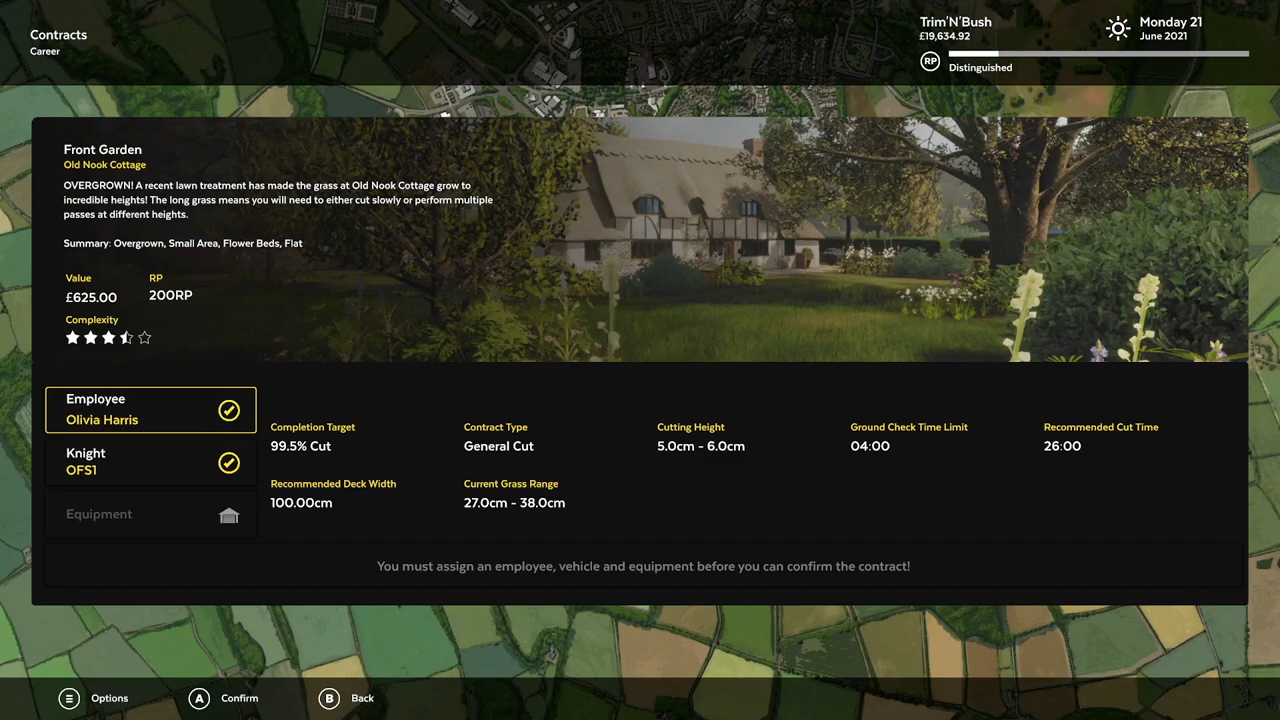 Contracts
Career
Trim'N'Bush
£19,634.92
Monday 21
June 2021
RP
Distinguished
Front Garden
Old Nook Cottage
OVERGROWN! A recent lawn treatment has made the grass at Old Nook Cottage grow to
incredible heights! The long grass means you will need to either cut slowly or perform multiple
passes at different heights.
Summary: Overgrown, Small Area, Flower Beds, Flat
Value
RP
£625.00
200RP
Complexity
Employee
Olivia Harris
Knight
OFS1
Equipment
Completion Target
99.5% Cut
Contract Type
General Cut
Cutting Height
5.0cm - 6.0cm
Ground Check Time Limit
04:00
Recommended Cut Time
26:00
Recommended Deck Width
100.00cm
Current Grass Range
27.0cm - 38.0cm
You must assign an employee, vehicle and equipment before you can confirm the contract!
Options
A Confirm
B Back